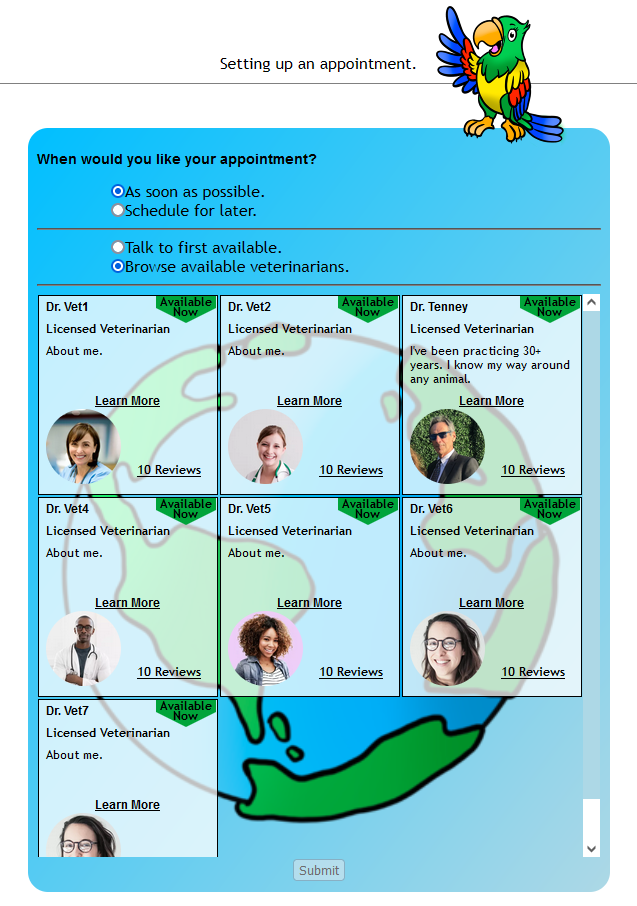 Setting up an appointment.
When would you like your appointment?
As soon as possible.
Schedule for later.
Talk to first available.
Browse available veterinarians.
Dr. Vet1
Available
Now
Licensed Veterinarian
About me.
Learn More
10 Reviews
Dr. Vet2
Available
Now
Licensed Veterinarian
About me.
Learn More
10 Reviews
Dr. Tenney
Available
Now
Licensed Veterinarian
I've been practicing 30+
years. I know my way around
any animal.
Learn More
10 Reviews
Dr. Vet4
Available
Now
Licensed Veterinarian
About me.
Learn More
10 Reviews
Dr. Vet5
Available
Now
Licensed Veterinarian
About me.
Learn More
10 Reviews
Dr. Vet6
Available
Now
Licensed Veterinarian
About me.
Learn More
10 Reviews
Dr. Vet7
Available
Now
Licensed Veterinarian
About me.
Learn More
Submit